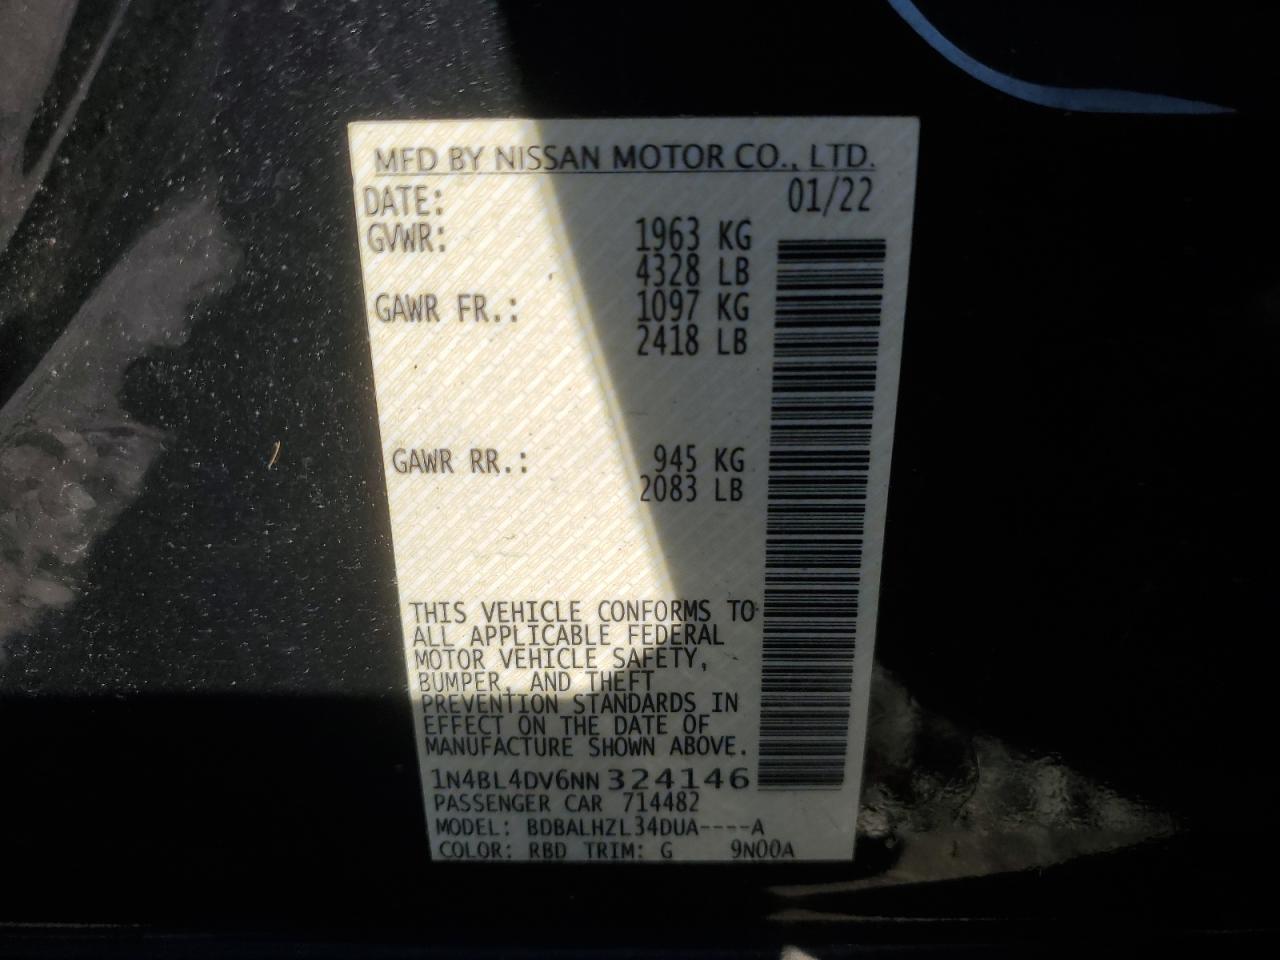 MFD BY NISSAN MOTOR CO., LTD.
DATE: 01/22
GVWR: 1963 KG
4328 LB
GAWR FR.: 1097 KG
2418 LB
GAWR RR.: 945 KG
2083 LB
THIS VEHICLE CONFORMS TO
ALL APPLICABLE FEDERAL
MOTOR VEHICLE SAFETY,
BUMPER, AND THEFT
PREVENTION STANDARDS IN
EFFECT ON THE DATE OF
MANUFACTURE SHOWN ABOVE.
1N4BL4DV6NN324146
PASSENGER CAR 714482
MODEL: BDBALHZL34DUA----A
COLOR: RBD TRIM: G 9N00A